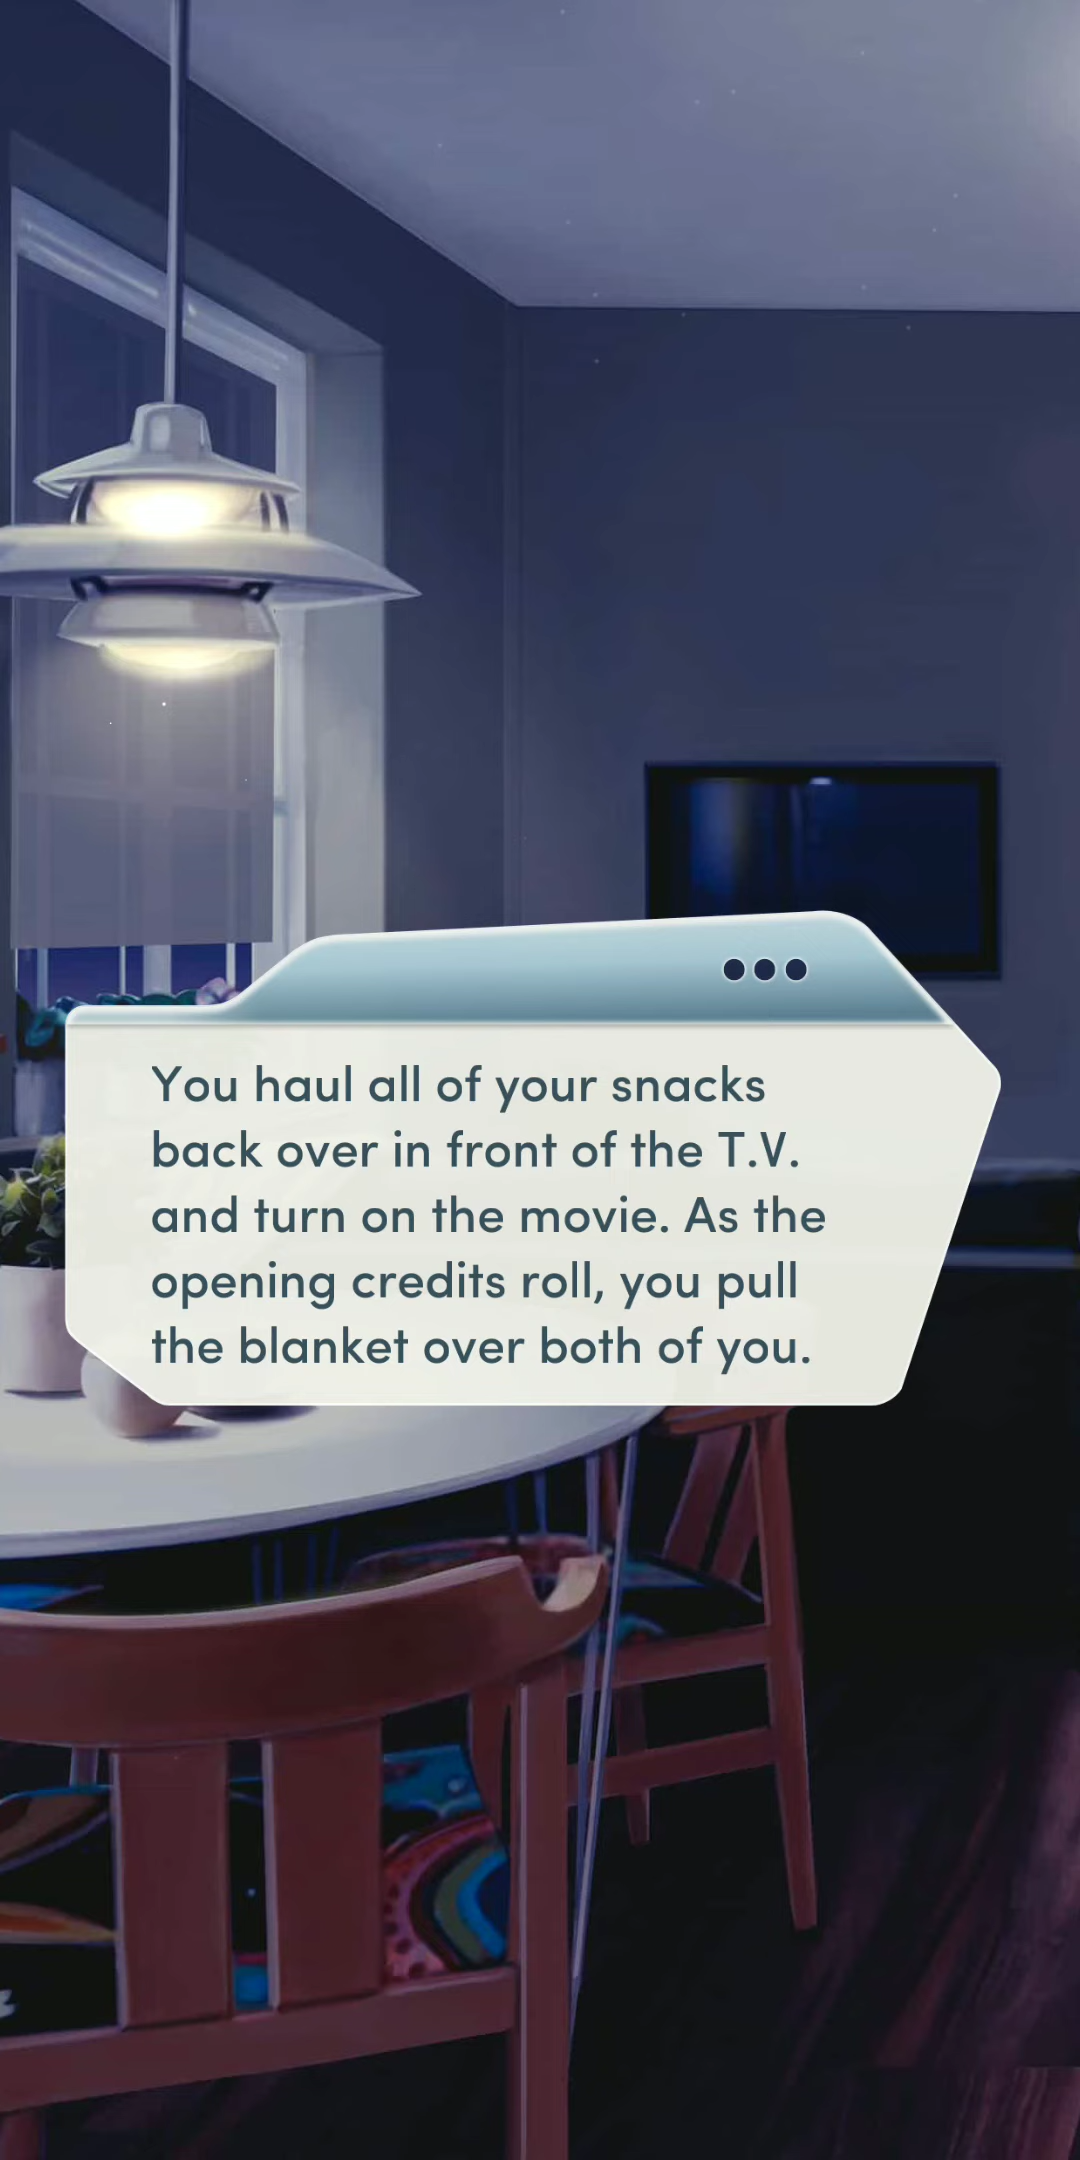 You haul all of your snacks
back over in front of the T.V.
and turn on the movie. As the
opening credits roll, you pull
the blanket over both of you.